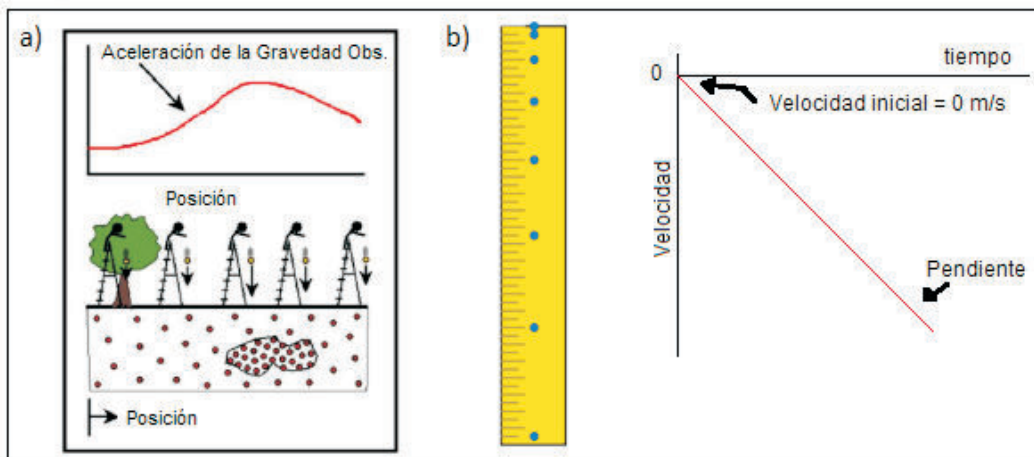 a)
Aceleración de la Gravedad Obs.
Posición
Posición
b)
tiempo
0
Velocidad inicial = 0 m/s
Velocidad
Pendiente